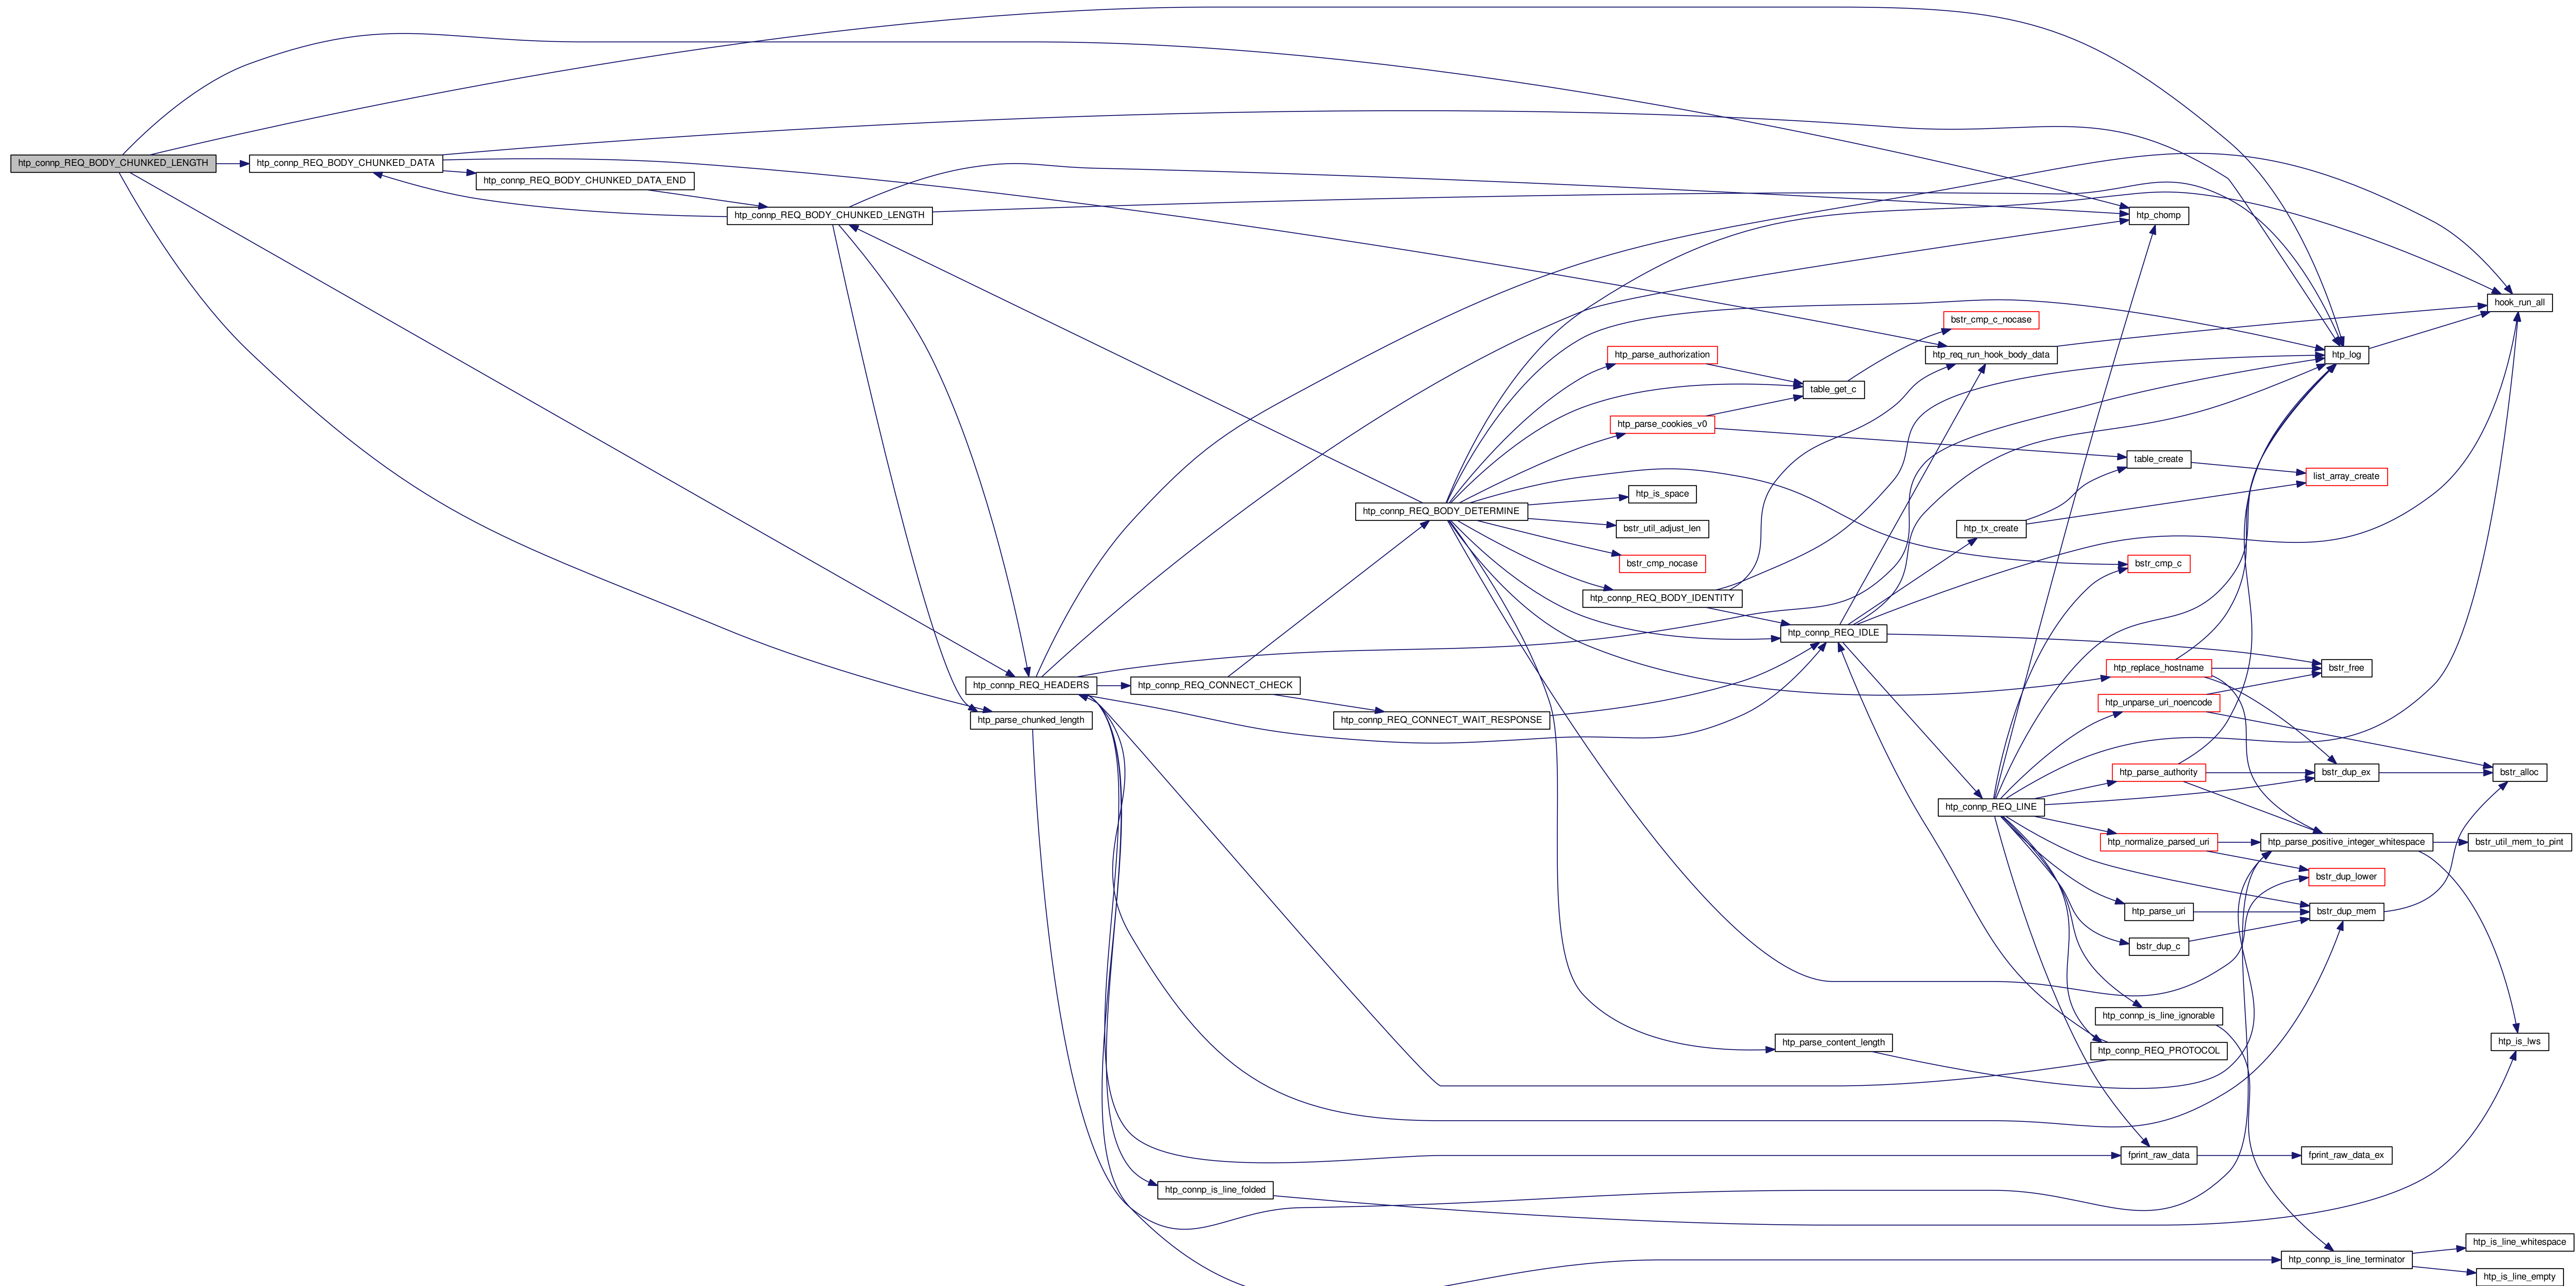 htp_connp_REQ_BODY_CHUNKED_LENGTH
htp_connp_REQ_BODY_CHUNKED_DATA
htp_connp_REQ_BODY_CHUNKED_DATA_END
htp_connp_REQ_BODY_CHUNKED_LENGTH
htp_chomp
hook_run_all
bstr_cmp_c_nocase
htp_parse_authorization
htp_req_run_hook_body_data
htp_log
table_get_c
htp_parse_cookies_v0
table_create
list_array_create
htp_is_space
htp_connp_REQ_BODY_DETERMINE
bstr_util_adjust_len
htp_tx_create
bstr_cmp_nocase
bstr_cmp_c
htp_connp_REQ_BODY_IDENTITY
htp_connp_REQ_IDLE
htp_replace_hostname
bstr_free
htp_connp_REQ_HEADERS
htp_connp_REQ_CONNECT_CHECK
htp_unparse_uri_noencode
htp_parse_chunked_length
htp_connp_REQ_CONNECT_WAIT_RESPONSE
htp_parse_authority
bstr_dup_ex
bstr_alloc
htp_connp_REQ_LINE
htp_normalize_parsed_uri
htp_parse_positive_integer_whitespace
bstr_util_mem_to_pint
bstr_dup_lower
htp_parse_uri
bstr_dup_mem
bstr_dup_c
htp_connp_is_line_ignorable
htp_parse_content_length
htp_connp_REQ_PROTOCOL
htp_is_lws
fprint_raw_data
fprint_raw_data_ex
htp_connp_is_line_folded
htp_is_line_whitespace
htp_connp_is_line_terminator
htp_is_line_empty